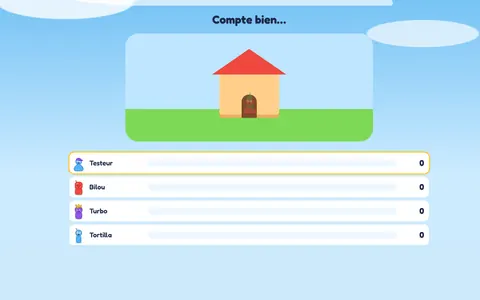 Compte bien...
Testeur 0
Bilou 0
Turbo 0
Tortilla 0